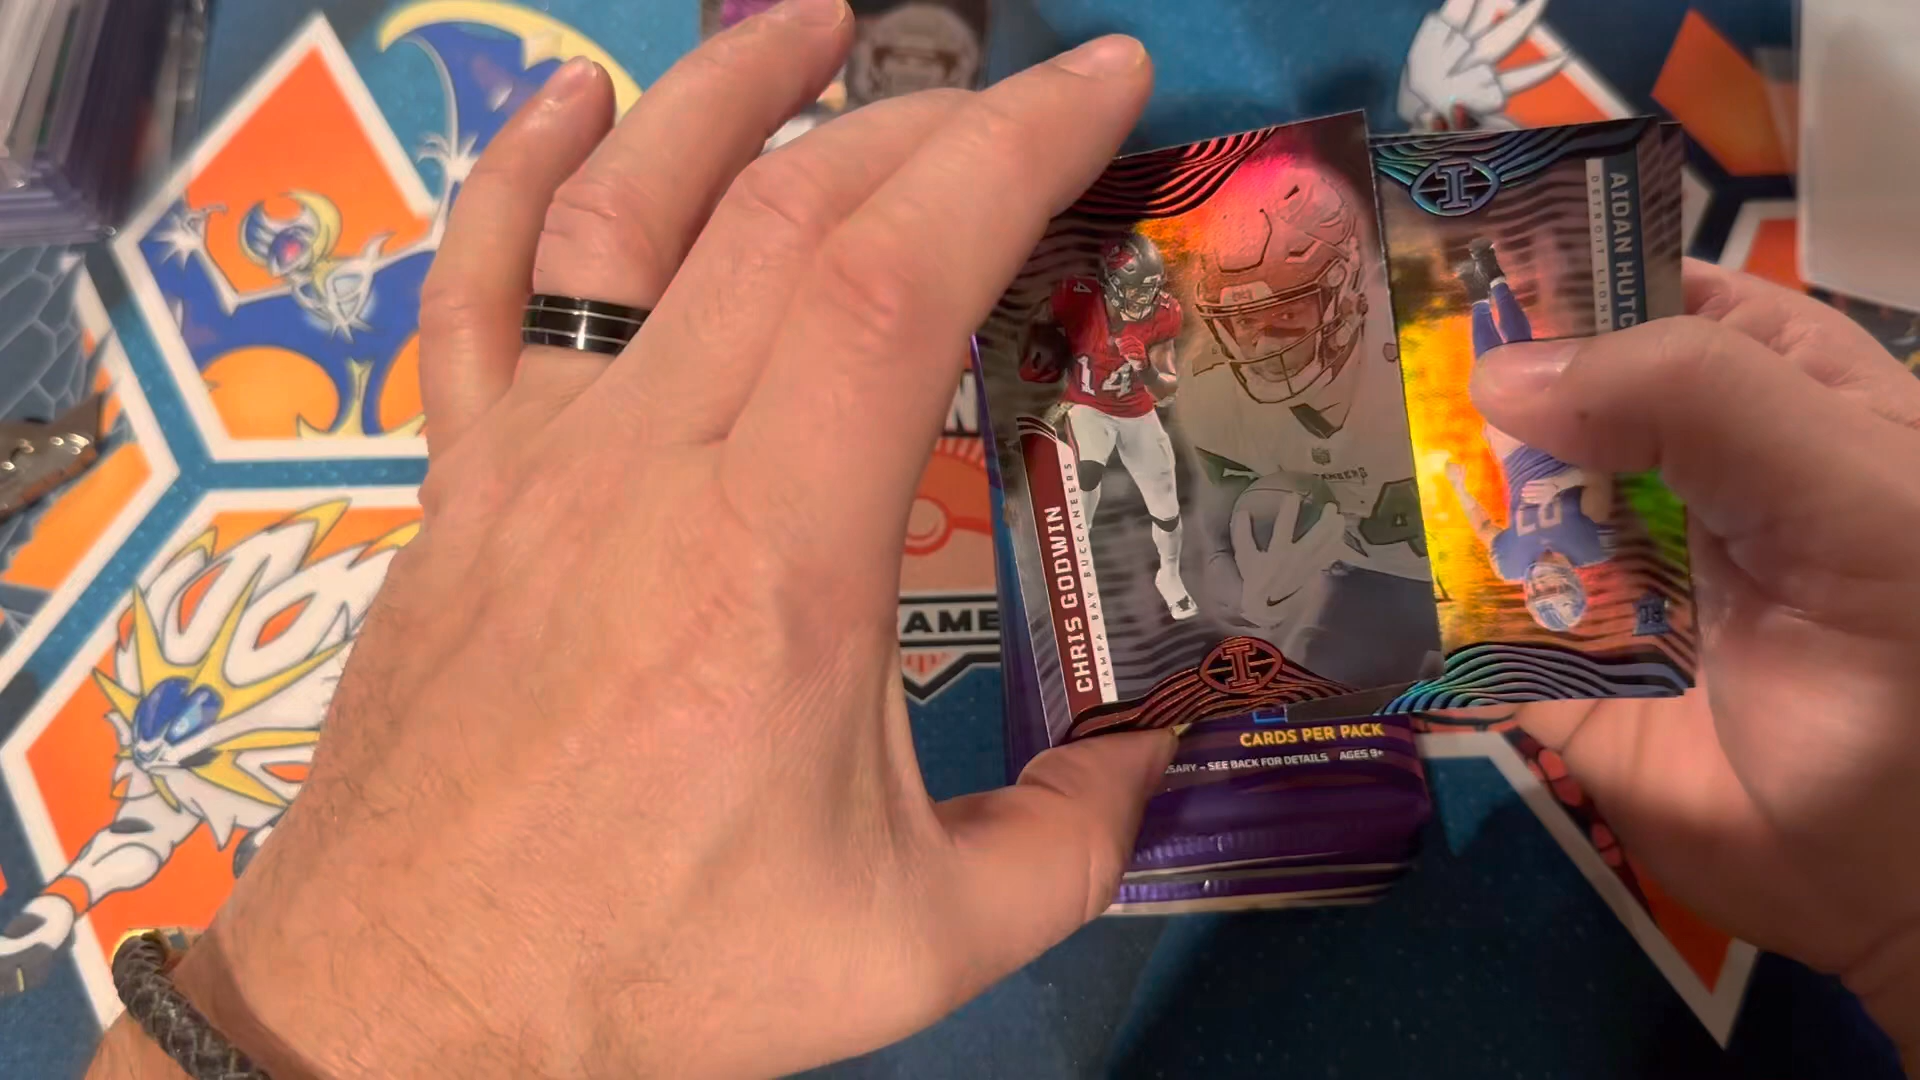 CHRIS GODWIN
TAMPA BAY BUCCANEERS
14
AIDAN HUTC
DETROIT LIONS
I
I
AME
CARDS PER PACK
SARY – SEE BACK FOR DETAILS AGES 9+